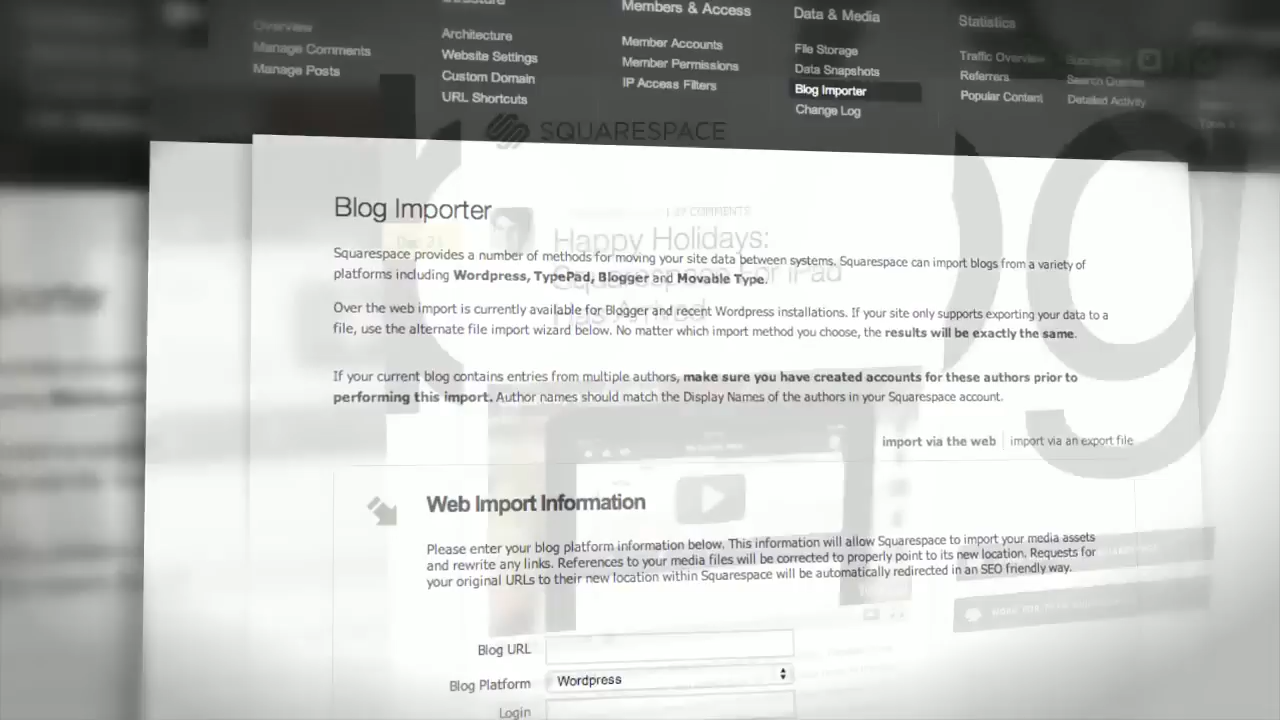 Members & Access
Data & Media
Statistics
Overview
Manage Comments
Manage Posts
Architecture
Website Settings
Custom Domain
URL Shortcuts
Member Accounts
Member Permissions
IP Access Filters
File Storage
Data Snapshots
Blog Importer
Change Log
Traffic Overview
Referrers
Popular Content
Search Queries
Detailed Activity
SQUARESPACE
Blog Importer
COMMENTS
Happy Holidays:
Squarespace For iPad
Has Arrived
Squarespace provides a number of methods for moving your site data between systems. Squarespace can import blogs from a variety of
platforms including Wordpress, TypePad, Blogger and Movable Type.
Over the web import is currently available for Blogger and recent Wordpress installations. If your site only supports exporting your data to a
file, use the alternate file import wizard below. No matter which import method you choose, the results will be exactly the same.
If your current blog contains entries from multiple authors, make sure you have created accounts for these authors prior to
performing this import. Author names should match the Display Names of the authors in your Squarespace account.
import via the web | import via an export file
Web Import Information
Please enter your blog platform information below. This information will allow Squarespace to import your media assets
and rewrite any links. References to your media files will be corrected to properly point to its new location. Requests for
your original URLs to their new location within Squarespace will be automatically redirected in an SEO friendly way.
Blog URL
Blog Platform
Wordpress
Login